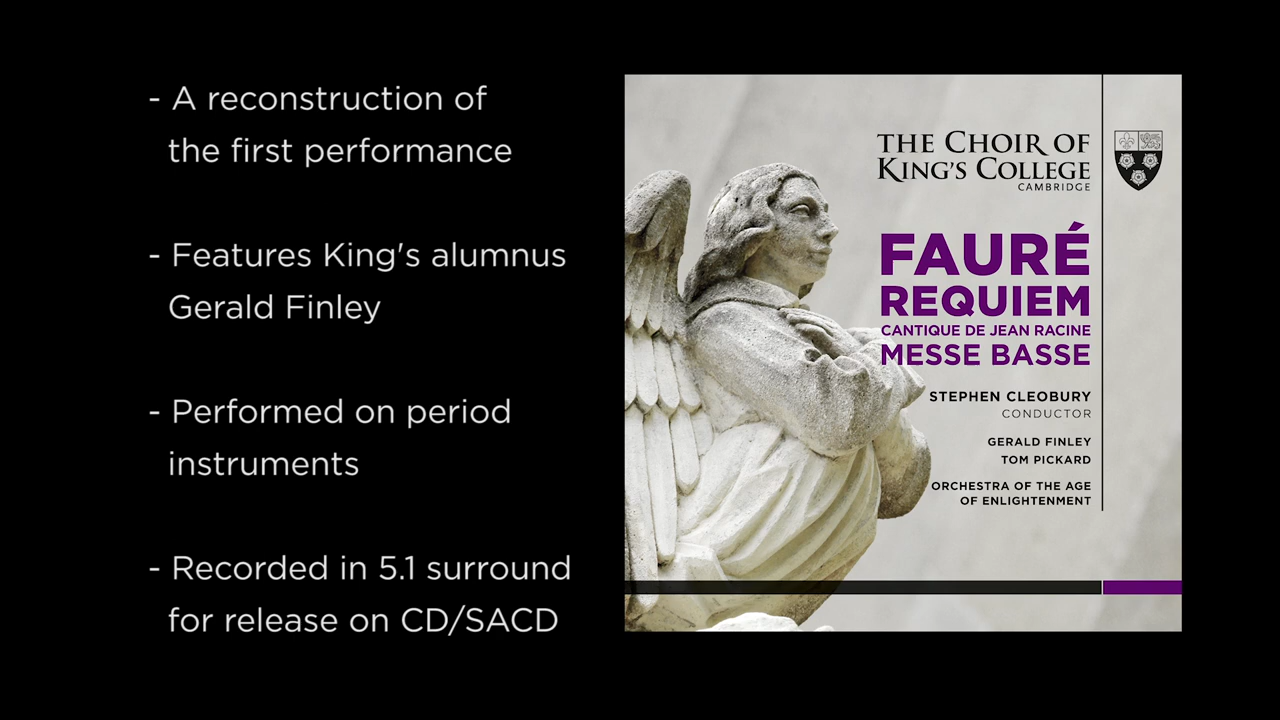 - A reconstruction of
the first performance
- Features King's alumnus
Gerald Finley
- Performed on period
instruments
- Recorded in 5.1 surround
for release on CD/SACD
THE CHOIR OF
KING'S COLLEGE
CAMBRIDGE
FAURÉ
REQUIEM
CANTIQUE DE JEAN RACINE
MESSE BASSE
STEPHEN CLEOBURY
CONDUCTOR
GERALD FINLEY
TOM PICKARD
ORCHESTRA OF THE AGE
OF ENLIGHTENMENT